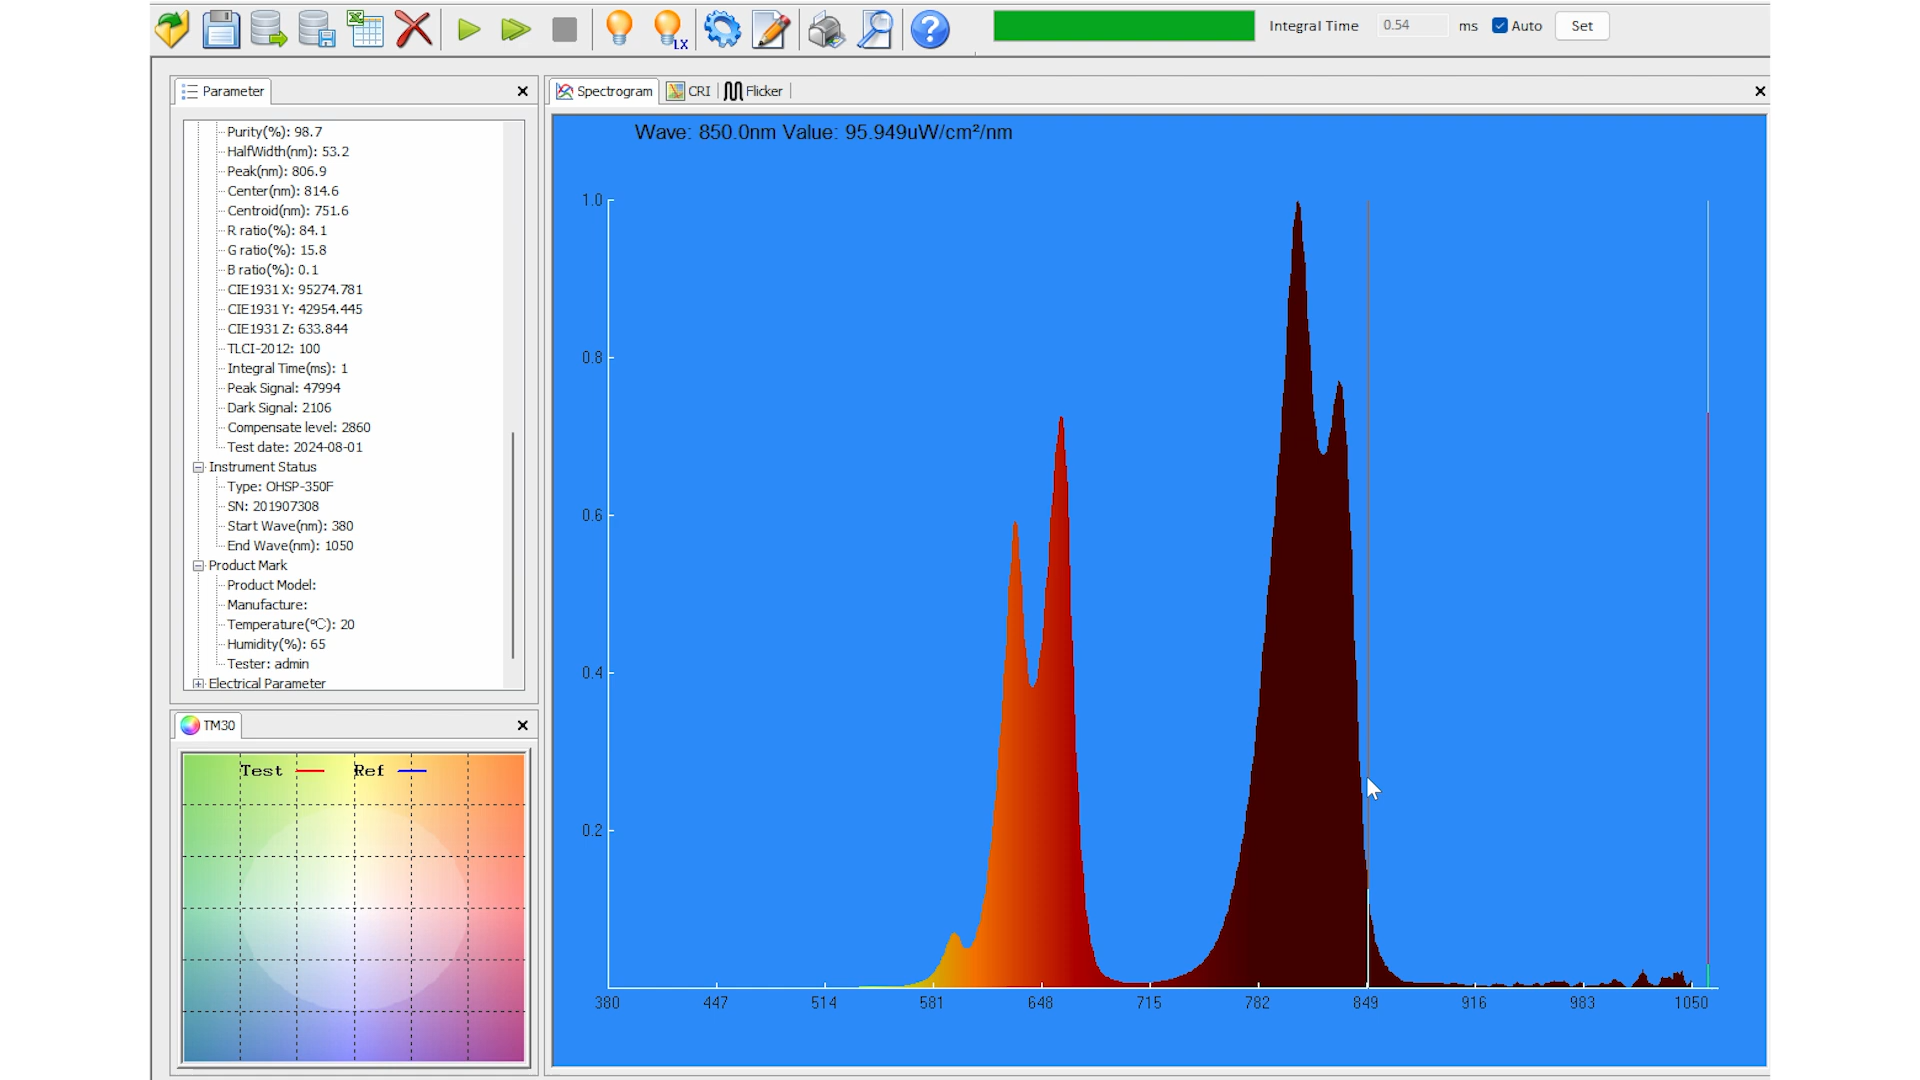 LX
Integral Time 0.54 ms Auto Set
Parameter
Purity(%): 98.7
HalfWidth(nm): 53.2
Peak(nm): 806.9
Center(nm): 814.6
Centroid(nm): 751.6
R ratio(%): 84.1
G ratio(%): 15.8
B ratio(%): 0.1
CIE1931 X: 95274.781
CIE1931 Y: 42954.445
CIE1931 Z: 633.844
TLCI-2012: 100
Integral Time(ms): 1
Peak Signal: 47994
Dark Signal: 2106
Compensate level: 2860
Test date: 2024-08-01
Instrument Status
Type: OHSP-350F
SN: 201907308
Start Wave(nm): 380
End Wave(nm): 1050
Product Mark
Product Model:
Manufacture:
Temperature(℃): 20
Humidity(%): 65
Tester: admin
Electrical Parameter
TM30
Test Ref
Spectrogram CRI Flicker
Wave: 850.0nm Value: 95.949uW/cm²/nm
1.0
0.8
0.6
0.4
0.2
380 447 514 581 648 715 782 849 916 983 1050